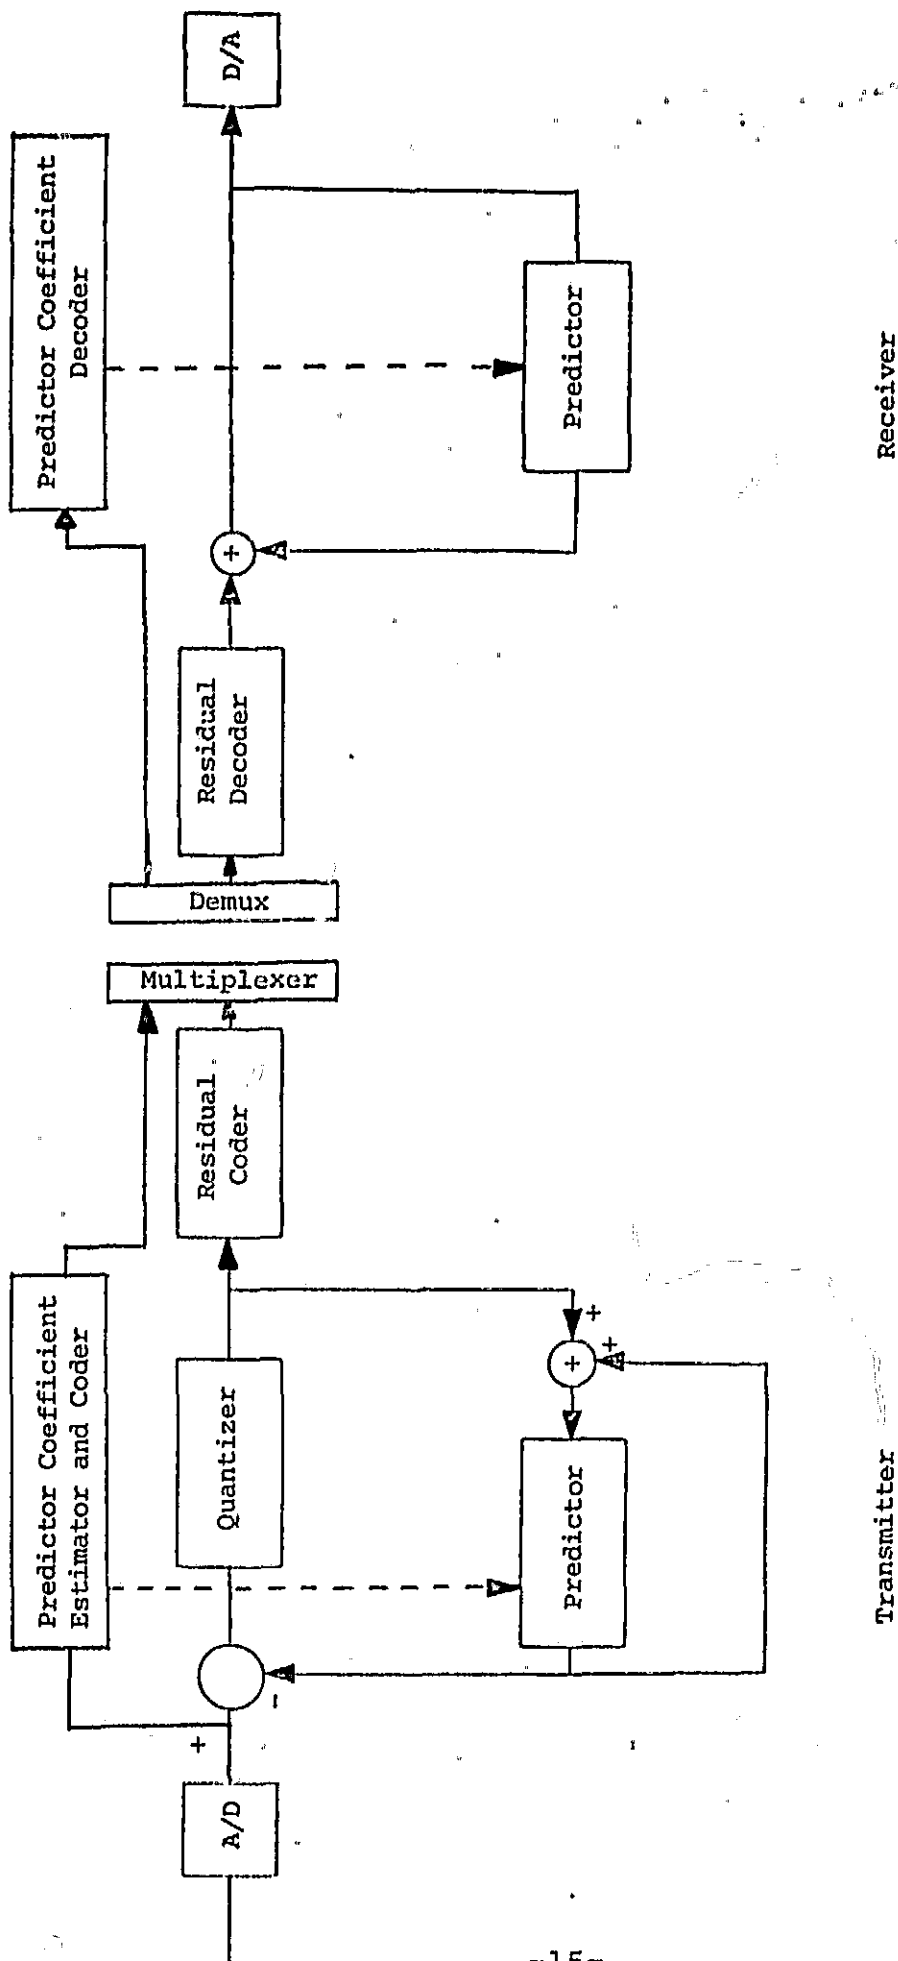 A/D
+
-
Predictor Coefficient
Estimator and Coder
Quantizer
Predictor
+
+
+
Residual
Coder
Multiplexer
Transmitter
Demux
Residual
Decoder
+
Predictor Coefficient
Decoder
Predictor
D/A
Receiver